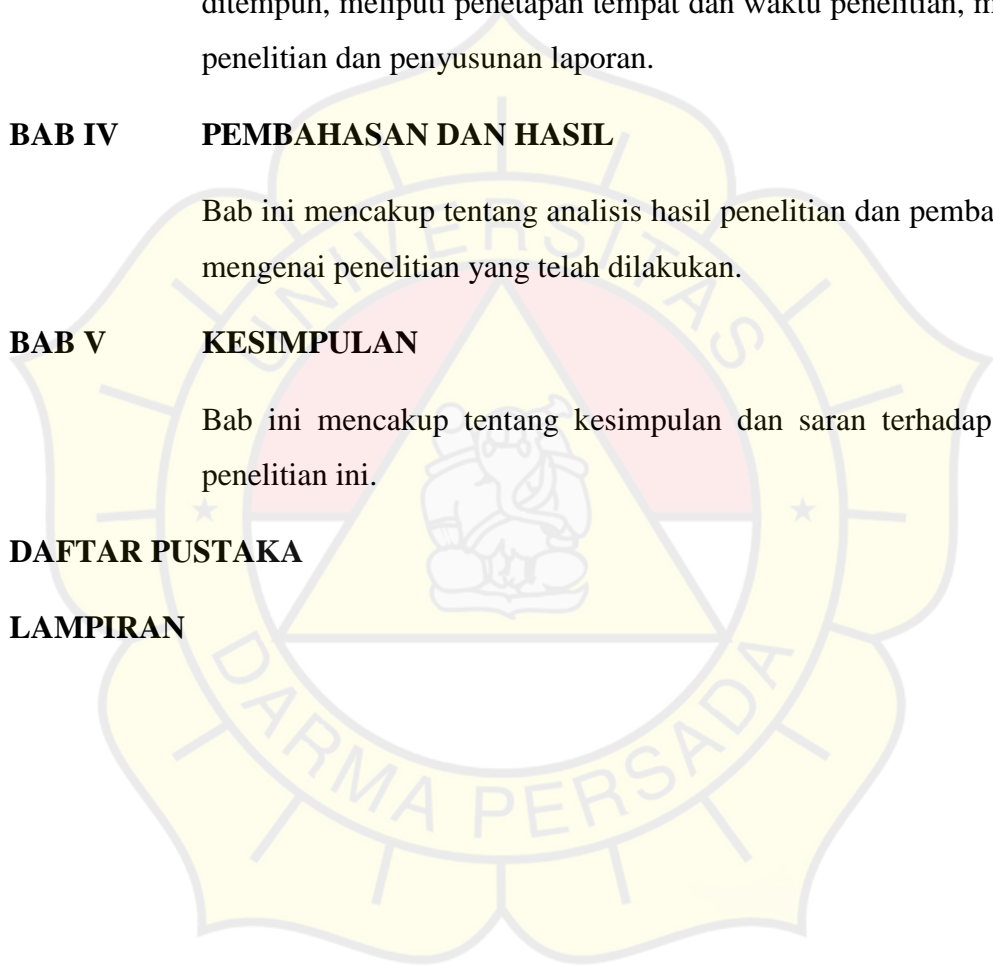 ditempuh, meliputi penetapan tempat dan waktu penelitian,
penelitian dan penyusunan laporan.
BAB IV PEMBAHASAN DAN HASIL
Bab ini mencakup tentang analisis hasil penelitian dan
mengenai penelitian yang telah dilakukan.
BAB V KESIMPULAN
Bab ini mencakup tentang kesimpulan dan saran terhadap
penelitian ini.
DAFTAR PUSTAKA
LAMPIRAN
UNIVERSITAS
DARMA PERSADA